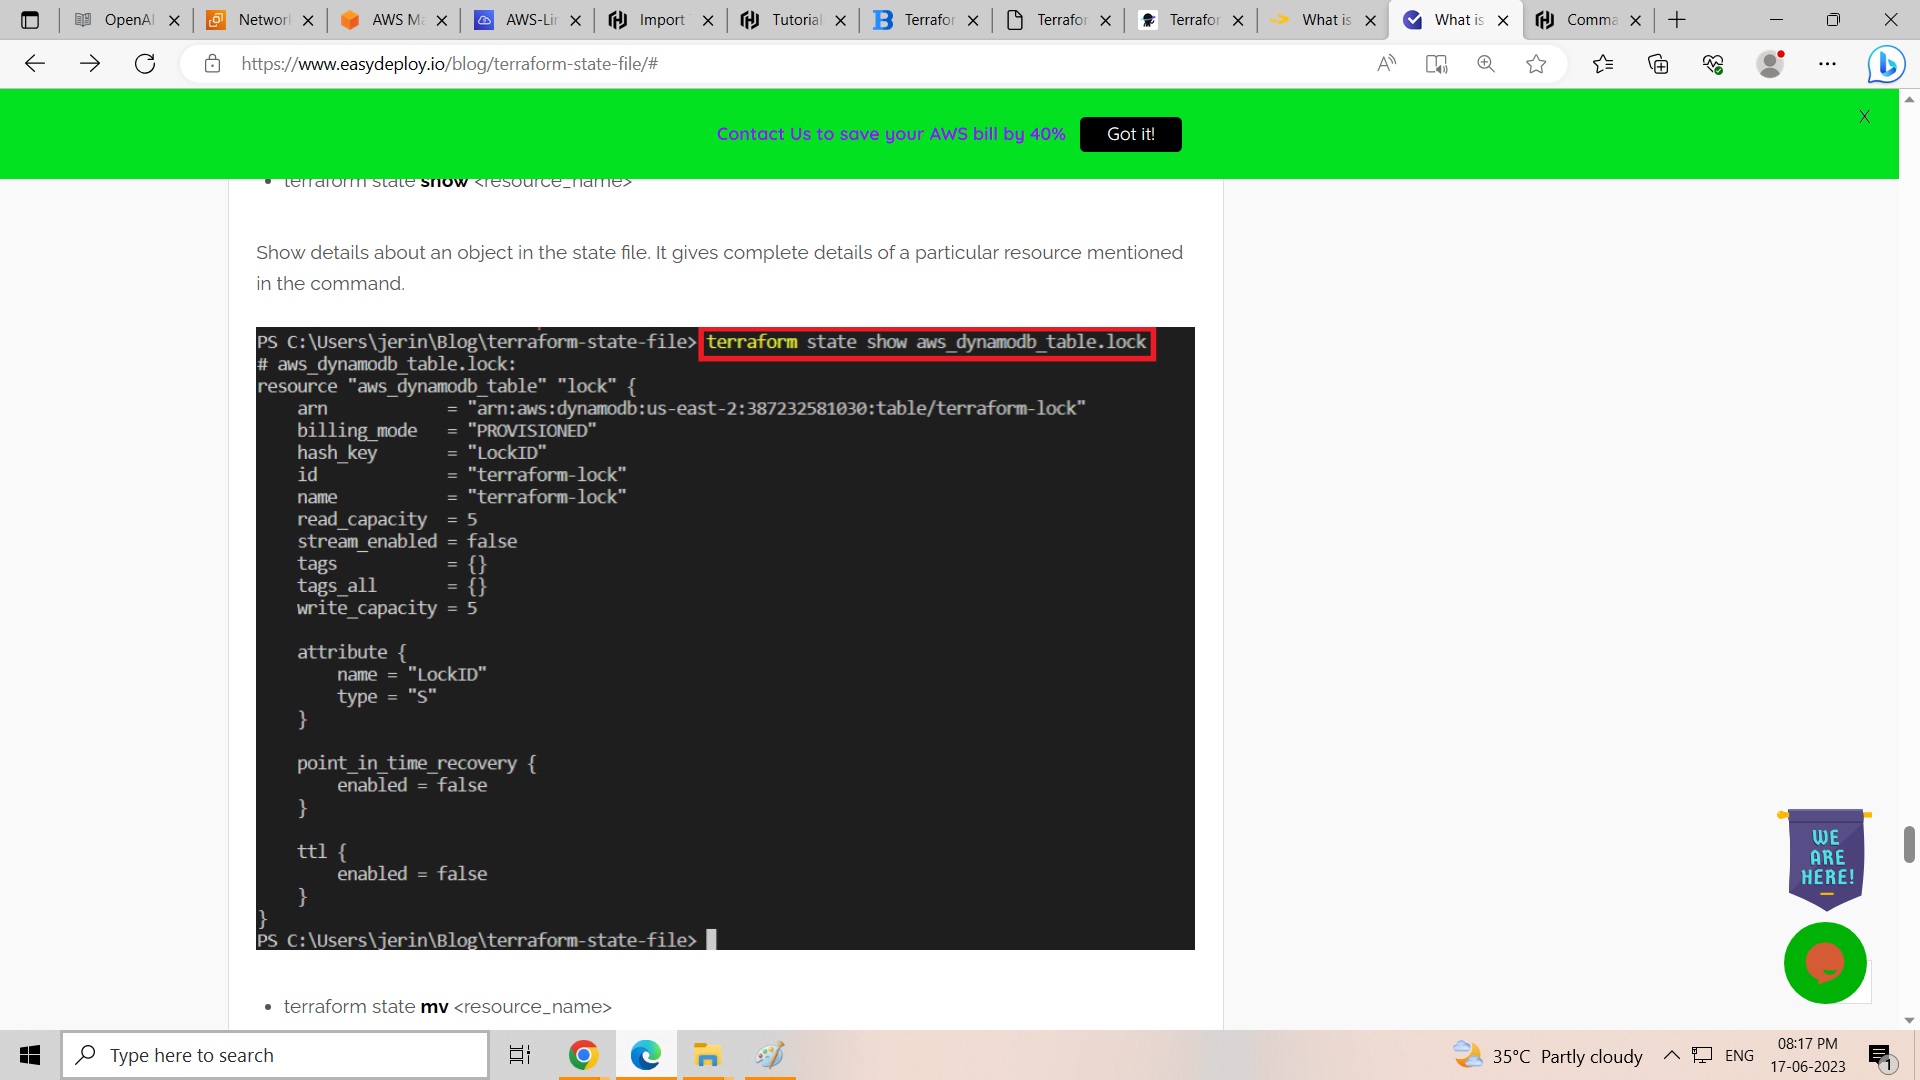 OpenAI
Network
AWS Ma
AWS-Lin
Import T
Tutorial
Terrafor
Terrafor
Terrafor
What is
What is
Comma
https://www.easydeploy.io/blog/terraform-state-file/#
Contact Us to save your AWS bill by 40% Got it!
X
terraform state show <resource_name>
Show details about an object in the state file. It gives complete details of a particular resource mentioned
in the command.
PS C:\Users\jerin\Blog\terraform-state-file> terraform state show aws_dynamodb_table.lock
# aws_dynamodb_table.lock:
resource "aws_dynamodb_table" "lock" {
    arn            = "arn:aws:dynamodb:us-east-2:387232581030:table/terraform-lock"
    billing_mode   = "PROVISIONED"
    hash_key       = "LockID"
    id             = "terraform-lock"
    name           = "terraform-lock"
    read_capacity  = 5
    stream_enabled = false
    tags           = {}
    tags_all       = {}
    write_capacity = 5
    attribute {
        name = "LockID"
        type = "S"
    }
    point_in_time_recovery {
        enabled = false
    }
    ttl {
        enabled = false
    }
}
PS C:\Users\jerin\Blog\terraform-state-file>
WE
ARE
HERE!
• terraform state mv <resource_name>
Type here to search
35°C Partly cloudy
ENG
08:17 PM
17-06-2023
1